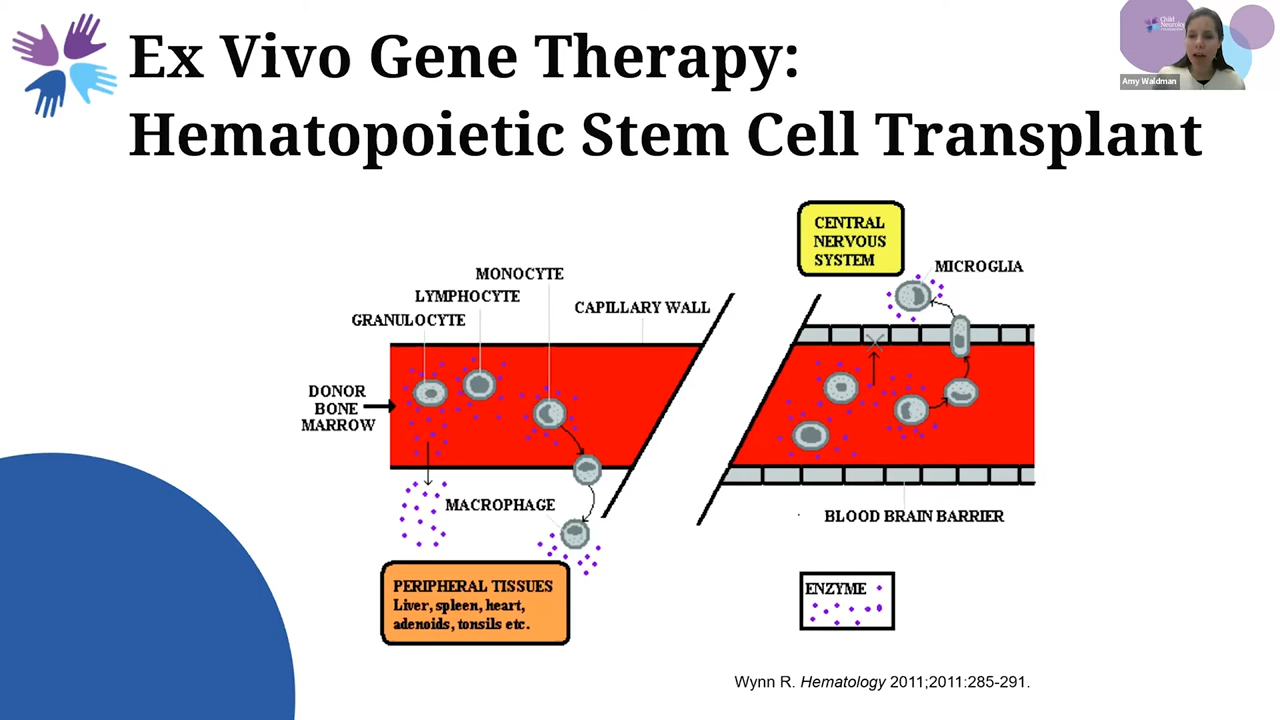 Ex Vivo Gene Therapy:
Hematopoietic Stem Cell Transplant
Child
Neurology
Amy Waldman
CENTRAL
NERVOUS
SYSTEM
MICROGLIA
MONOCYTE
LYMPHOCYTE
GRANULOCYTE
CAPILLARY WALL
DONOR
BONE
MARROW
MACROPHAGE
BLOOD BRAIN BARRIER
PERIPHERAL TISSUES
Liver, spleen, heart,
adenoids, tonsils etc.
ENZYME
Wynn R. Hematology 2011;2011:285-291.